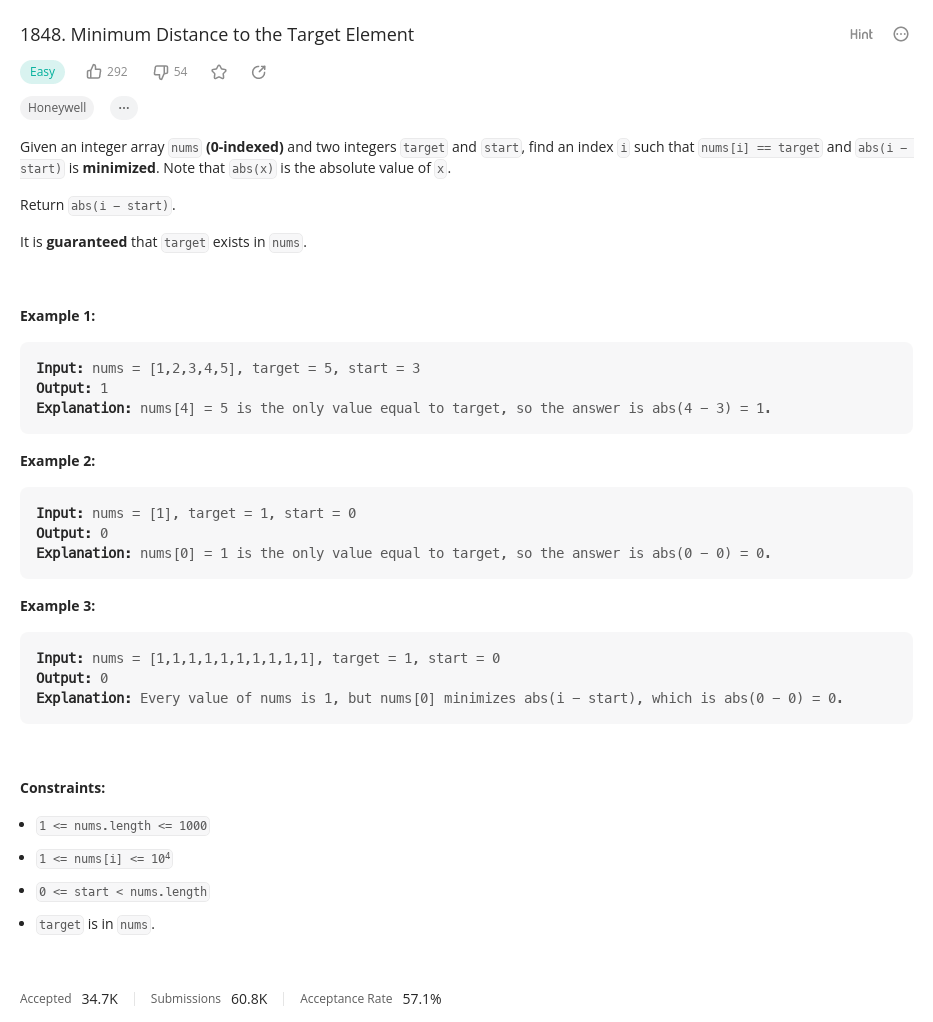 1848. Minimum Distance to the Target Element
Hint
Easy 292 54
Honeywell ...
Given an integer array nums (0-indexed) and two integers target and start, find an index i such that nums[i] == target and abs(i -
start) is minimized. Note that abs(x) is the absolute value of x.
Return abs(i - start).
It is guaranteed that target exists in nums.
Example 1:
Input: nums = [1,2,3,4,5], target = 5, start = 3
Output: 1
Explanation: nums[4] = 5 is the only value equal to target, so the answer is abs(4 - 3) = 1.
Example 2:
Input: nums = [1], target = 1, start = 0
Output: 0
Explanation: nums[0] = 1 is the only value equal to target, so the answer is abs(0 - 0) = 0.
Example 3:
Input: nums = [1,1,1,1,1,1,1,1,1,1], target = 1, start = 0
Output: 0
Explanation: Every value of nums is 1, but nums[0] minimizes abs(i - start), which is abs(0 - 0) = 0.
Constraints:
• 1 <= nums.length <= 1000
• 1 <= nums[i] <= 10⁴
• 0 <= start < nums.length
• target is in nums.
Accepted 34.7K Submissions 60.8K Acceptance Rate 57.1%